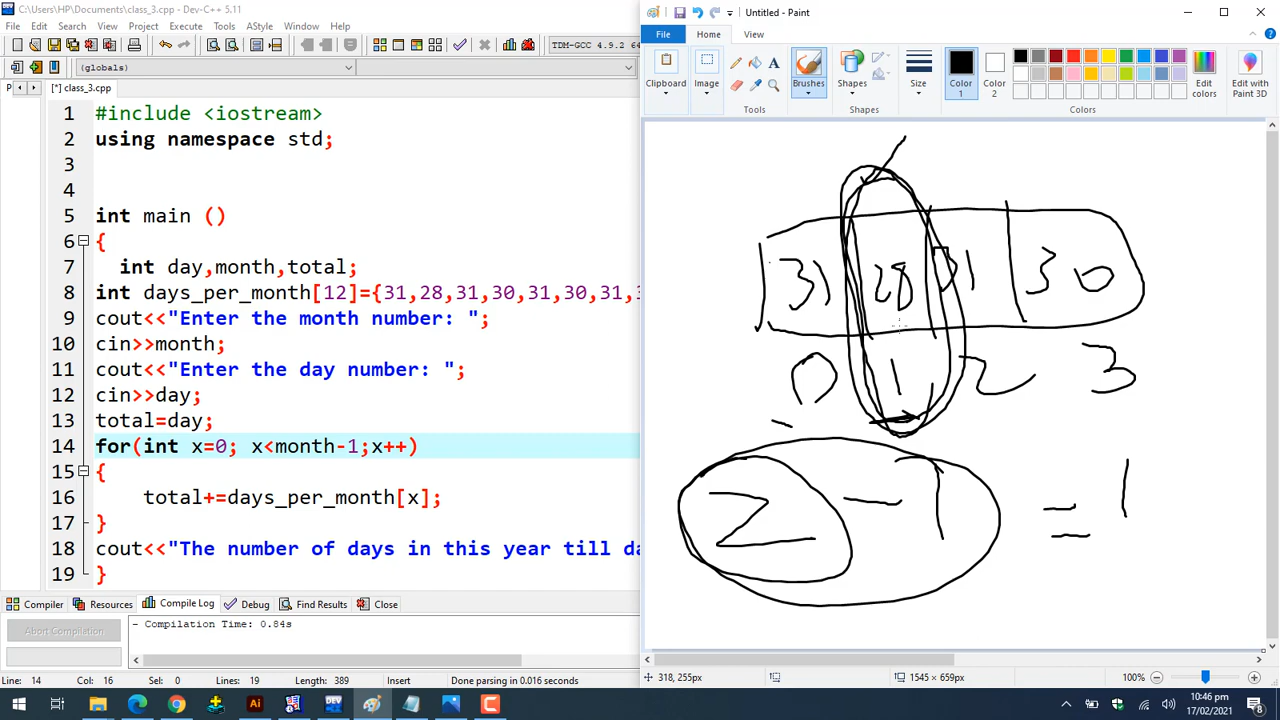 C:\Users\HP\Documents\class_3.cpp - Dev-C++ 5.11
File Edit Search View Project Execute Tools AStyle Window Help
TDM-GCC 4.9.2 64
(globals)
[*] class_3.cpp
1 #include <iostream>
2 using namespace std;
3
4
5 int main ()
6 {
7 int day,month,total;
8 int days_per_month[12]={31,28,31,30,31,30,31,
9 cout<<"Enter the month number: ";
10 cin>>month;
11 cout<<"Enter the day number: ";
12 cin>>day;
13 total=day;
14 for(int x=0; x<month-1;x++)
15 {
16 total+=days_per_month[x];
17 }
18 cout<<"The number of days in this year till da
19 }
Compiler Resources Compile Log Debug Find Results Close
Abort Compilation
- Compilation Time: 0.84s
Line: 14 Col: 16 Sel: 0 Lines: 19 Length: 389 Insert Done parsing in 0.016 seconds
Untitled - Paint
File Home View
Clipboard Image Brushes Shapes Size Color 1 Color 2 Edit colors Edit with Paint 3D
Tools Shapes Colors
31 28 31 30
0 1 2 3
2 - 1 = 1
318, 255px 1545 × 659px 100%
10:46 pm
17/02/2021
8